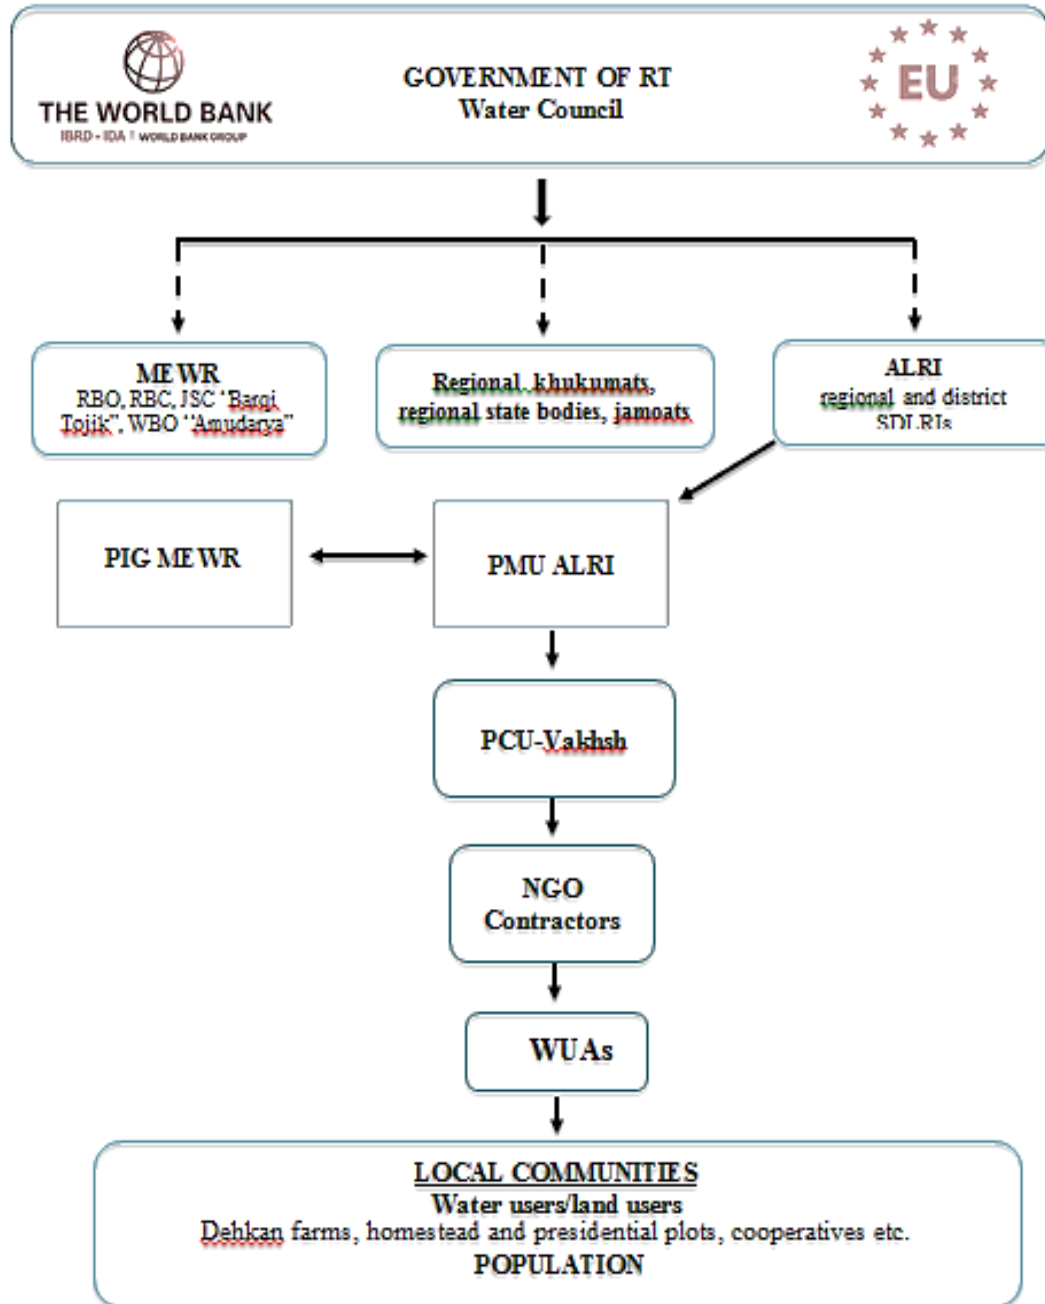 GOVERNMENT OF RT
Water Council
THE WORLD BANK
IBRD • IDA | WORLD BANK GROUP
EU
MEWR
RBO, RBC, JSC "Barqi
Tojik", WBO "Amudarya"
Regional khukumats,
regional state bodies, jamoats
ALRI
regional and district
SDLRIs
PIG MEWR
PMU ALRI
PCU-Vakhsh
NGO
Contractors
WUAs
LOCAL COMMUNITIES
Water users/land users
Dehkan farms, homestead and presidential plots, cooperatives etc.
POPULATION